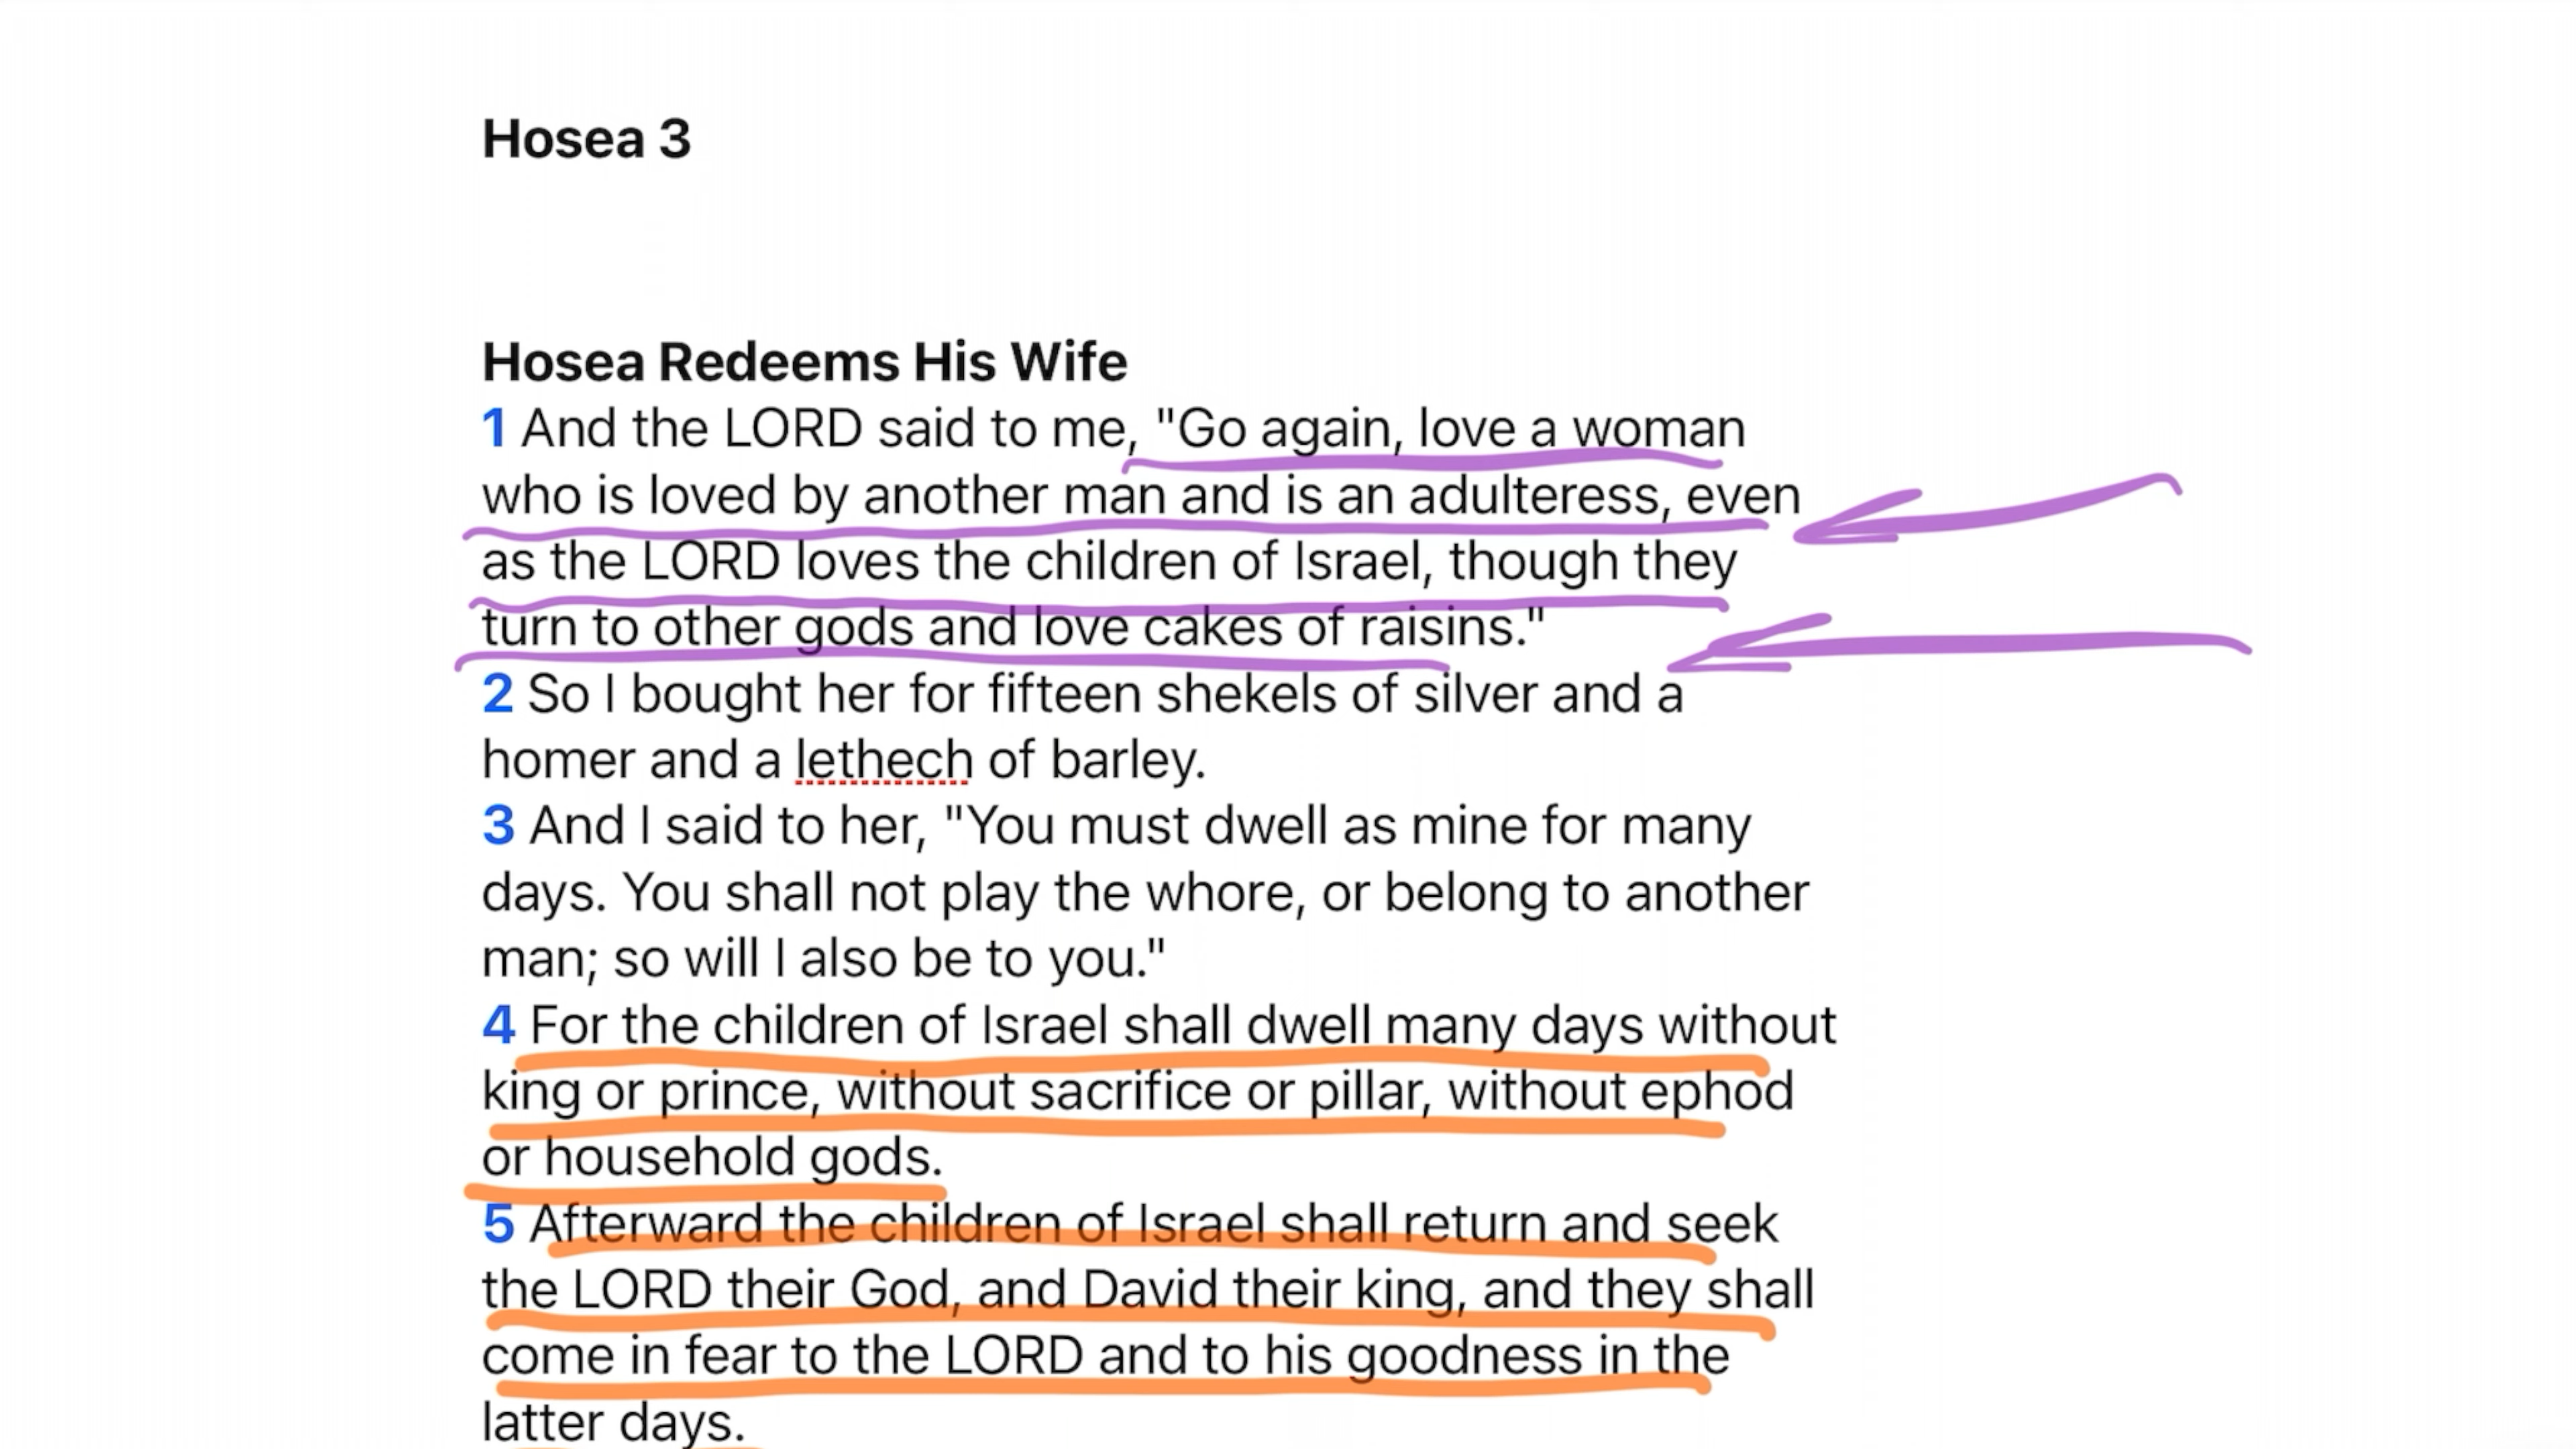 Hosea 3
Hosea Redeems His Wife
1 And the LORD said to me, "Go again, love a woman
who is loved by another man and is an adulteress, even
as the LORD loves the children of Israel, though they
turn to other gods and love cakes of raisins."
2 So I bought her for fifteen shekels of silver and a
homer and a lethech of barley.
3 And I said to her, "You must dwell as mine for many
days. You shall not play the whore, or belong to another
man; so will I also be to you."
4 For the children of Israel shall dwell many days without
king or prince, without sacrifice or pillar, without ephod
or household gods.
5 Afterward the children of Israel shall return and seek
the LORD their God, and David their king, and they shall
come in fear to the LORD and to his goodness in the
latter days.